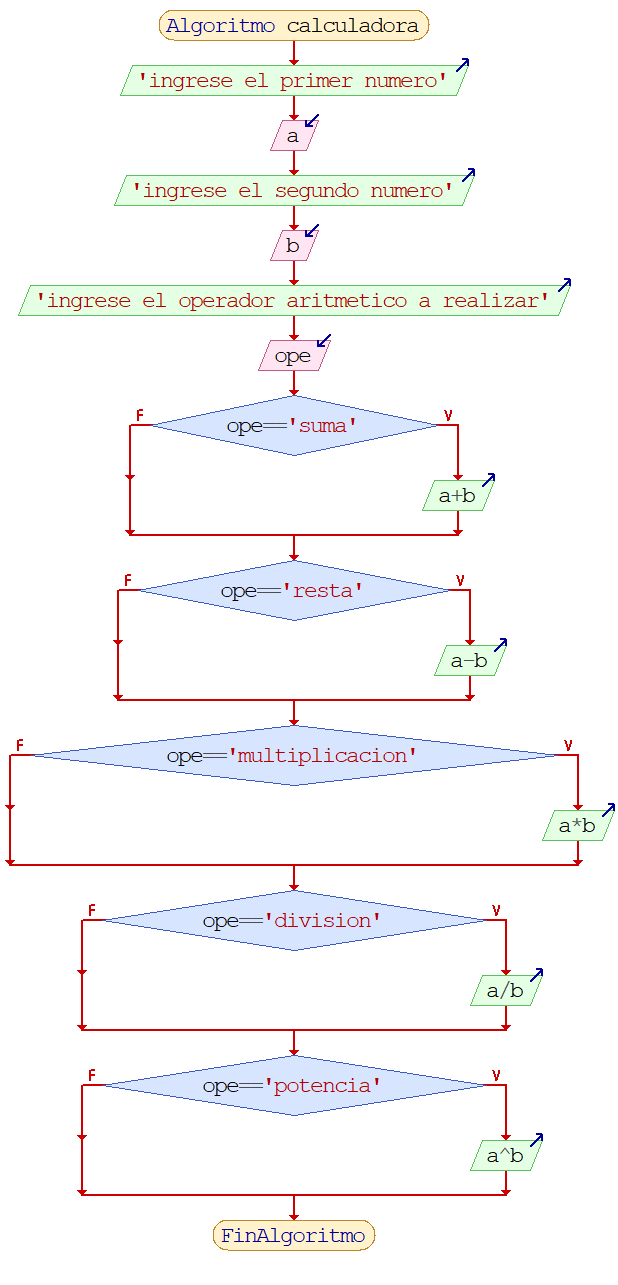 Algoritmo calculadora
'ingrese el primer numero'
a
'ingrese el segundo numero'
b
'ingrese el operador aritmetico a realizar'
ope
F
V
ope=='suma'
a+b
F
V
ope=='resta'
a-b
F
V
ope=='multiplicacion'
a*b
F
V
ope=='division'
a/b
F
V
ope=='potencia'
a^b
FinAlgoritmo